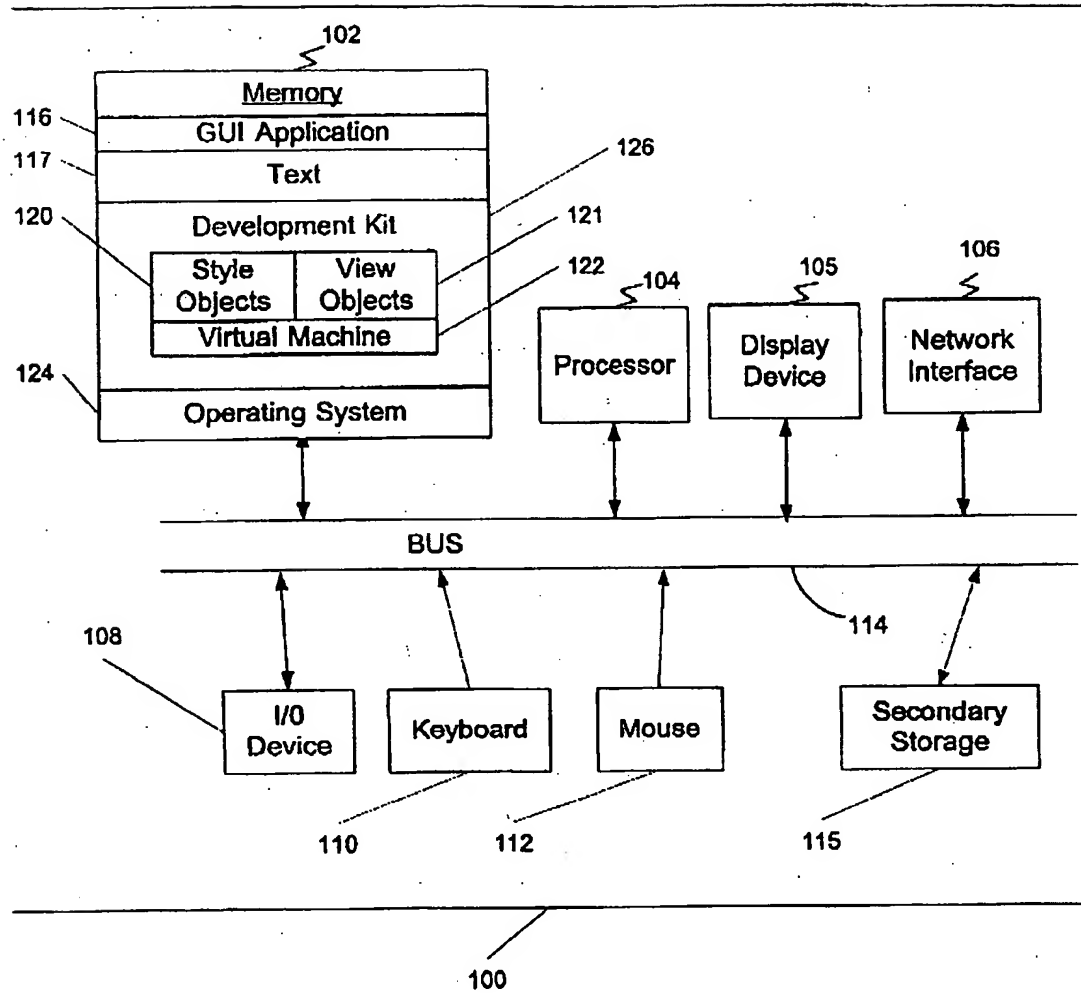 102
Memory
116
GUI Application
117
Text
126
120
Development Kit
121
Style Objects
View Objects
122
Virtual Machine
124
Operating System
104
Processor
105
Display Device
106
Network Interface
BUS
114
108
I/0 Device
Keyboard
Mouse
Secondary Storage
110
112
115
100